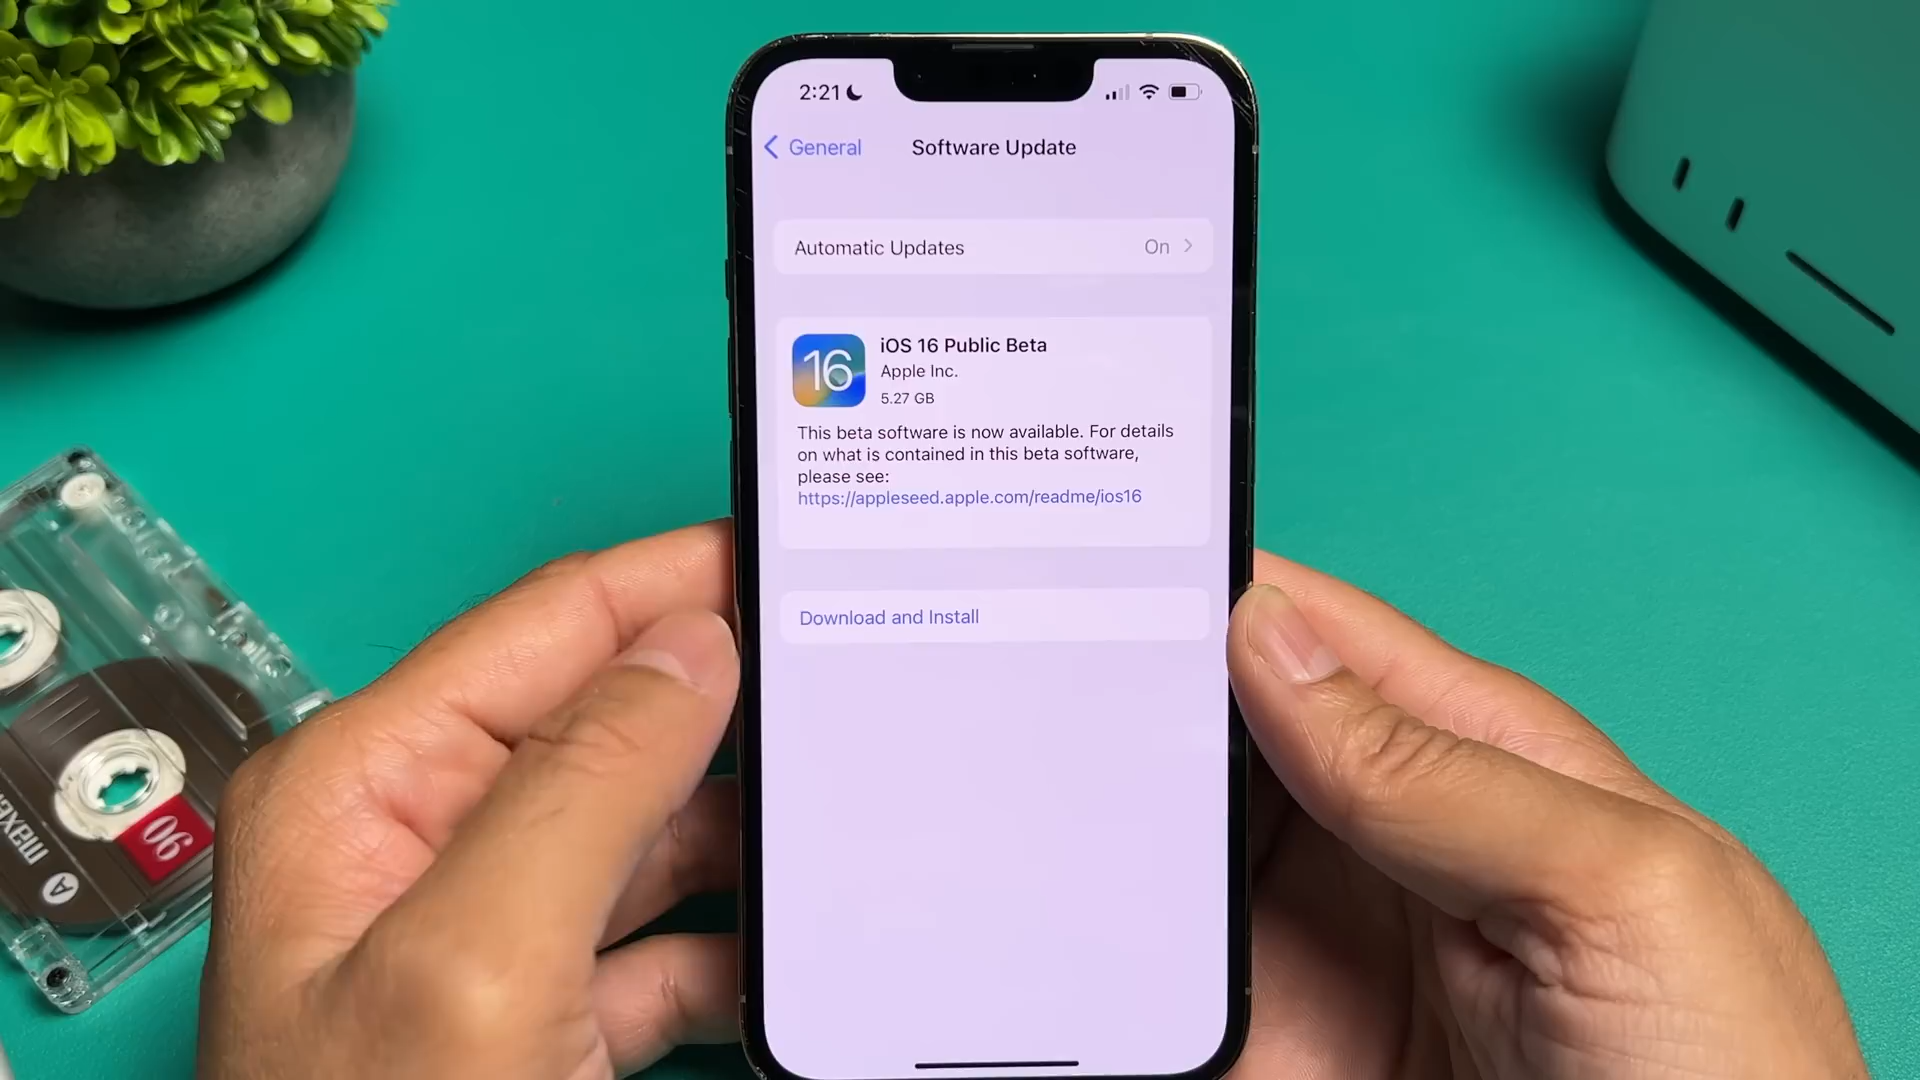 2:21
General
Software Update
Automatic Updates
On
16
iOS 16 Public Beta
Apple Inc.
5.27 GB
This beta software is now available. For details
on what is contained in this beta software,
please see:
https://appleseed.apple.com/readme/ios16
Download and Install
maxell
90
A